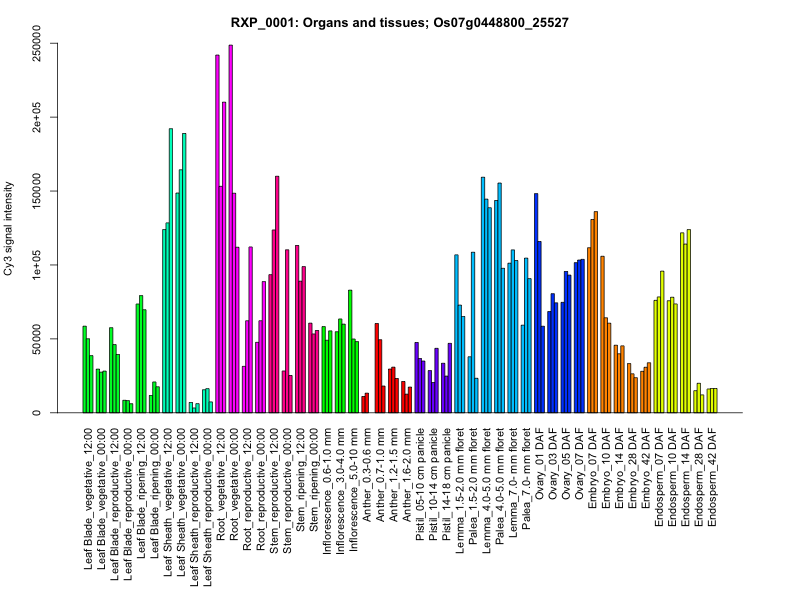 RXP_0001: Organs and tissues; Os07g0448800_25527
Cy3 signal intensity
250000
2e+05
150000
1e+05
50000
0
Leaf Blade_vegetative_12:00
Leaf Blade_vegetative_00:00
Leaf Blade_reproductive_12:00
Leaf Blade_reproductive_00:00
Leaf Blade_ripening_12:00
Leaf Blade_ripening_00:00
Leaf Sheath_vegetative_12:00
Leaf Sheath_vegetative_00:00
Leaf Sheath_reproductive_12:00
Leaf Sheath_reproductive_00:00
Root_vegetative_12:00
Root_vegetative_00:00
Root_reproductive_12:00
Root_reproductive_00:00
Stem_reproductive_12:00
Stem_reproductive_00:00
Stem_ripening_12:00
Stem_ripening_00:00
Inflorescence_0.6-1.0 mm
Inflorescence_3.0-4.0 mm
Inflorescence_5.0-10 mm
Anther_0.3-0.6 mm
Anther_0.7-1.0 mm
Anther_1.2-1.5 mm
Anther_1.6-2.0 mm
Pistil_05-10 cm panicle
Pistil_10-14 cm panicle
Pistil_14-18 cm panicle
Lemma_1.5-2.0 mm floret
Palea_1.5-2.0 mm floret
Lemma_4.0-5.0 mm floret
Palea_4.0-5.0 mm floret
Lemma_7.0- mm floret
Palea_7.0- mm floret
Ovary_01 DAF
Ovary_03 DAF
Ovary_05 DAF
Ovary_07 DAF
Embryo_07 DAF
Embryo_10 DAF
Embryo_14 DAF
Embryo_28 DAF
Embryo_42 DAF
Endosperm_07 DAF
Endosperm_10 DAF
Endosperm_14 DAF
Endosperm_28 DAF
Endosperm_42 DAF